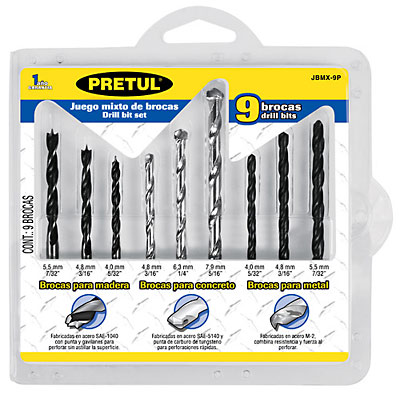 PRETUL
JBMX-9P
1 año
Juego mixto de brocas
Drill bit set
9 brocas
drill bits
CONT.: 9 BROCAS
5,5 mm 4,8 mm 4,0 mm 4,8 mm 6,3 mm 7,9 mm 4,0 mm 4,8 mm 5,5 mm
7/32" 3/16" 5/32" 3/16" 1/4" 5/16" 5/32" 3/16" 7/32"
Brocas para madera Brocas para concreto Brocas para metal
Fabricadas en acero SAE-1040
con punta y gavilanes para
perforar sin astillar la superficie.
Fabricadas en acero SAE-5140 y
punta de carburo de tungsteno
para perforaciones rápidas.
Fabricadas en acero M-2,
combina resistencia y fuerza al
perforar.